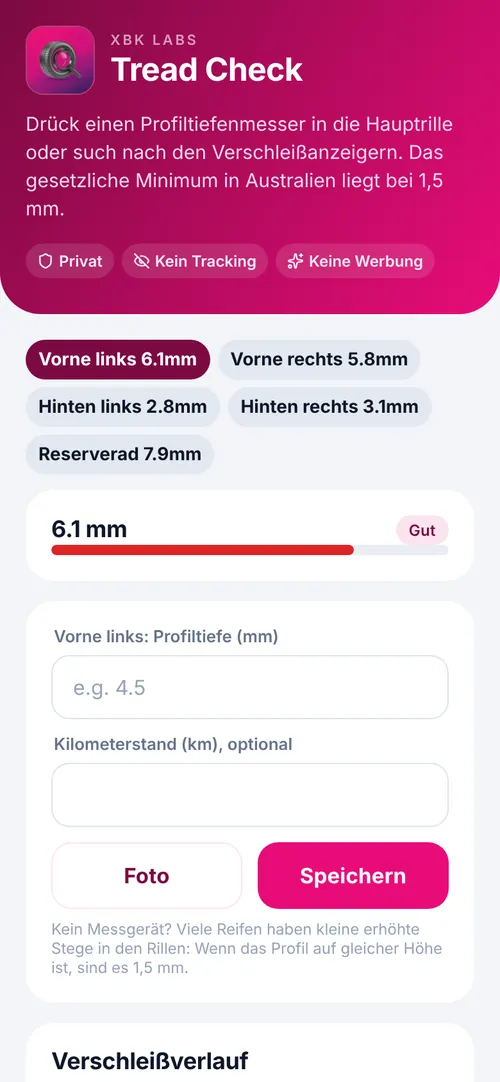 XBK LABS
Tread Check
Drück einen Profiltiefenmesser in die Hauptrille
oder such nach den Verschleißanzeigern. Das
gesetzliche Minimum in Australien liegt bei 1,5
mm.
Privat
Kein Tracking
Keine Werbung
Vorne links 6.1mm
Vorne rechts 5.8mm
Hinten links 2.8mm
Hinten rechts 3.1mm
Reserverad 7.9mm
6.1 mm
Gut
Vorne links: Profiltiefe (mm)
e.g. 4.5
Kilometerstand (km), optional
Foto
Speichern
Kein Messgerät? Viele Reifen haben kleine erhöhte
Stege in den Rillen: Wenn das Profil auf gleicher Höhe
ist, sind es 1,5 mm.
Verschleißverlauf